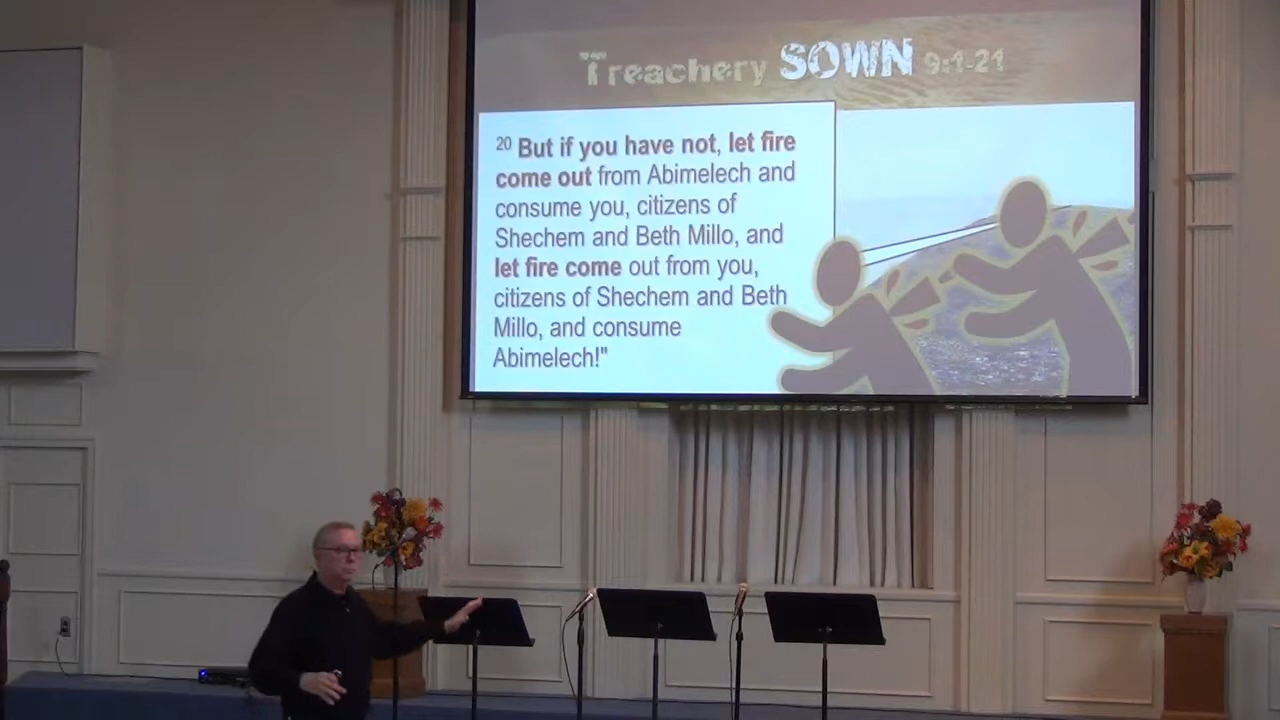 Treachery SOWN 9:1-21
20 But if you have not, let fire
come out from Abimelech and
consume you, citizens of
Shechem and Beth Millo, and
let fire come out from you,
citizens of Shechem and Beth
Millo, and consume
Abimelech!"